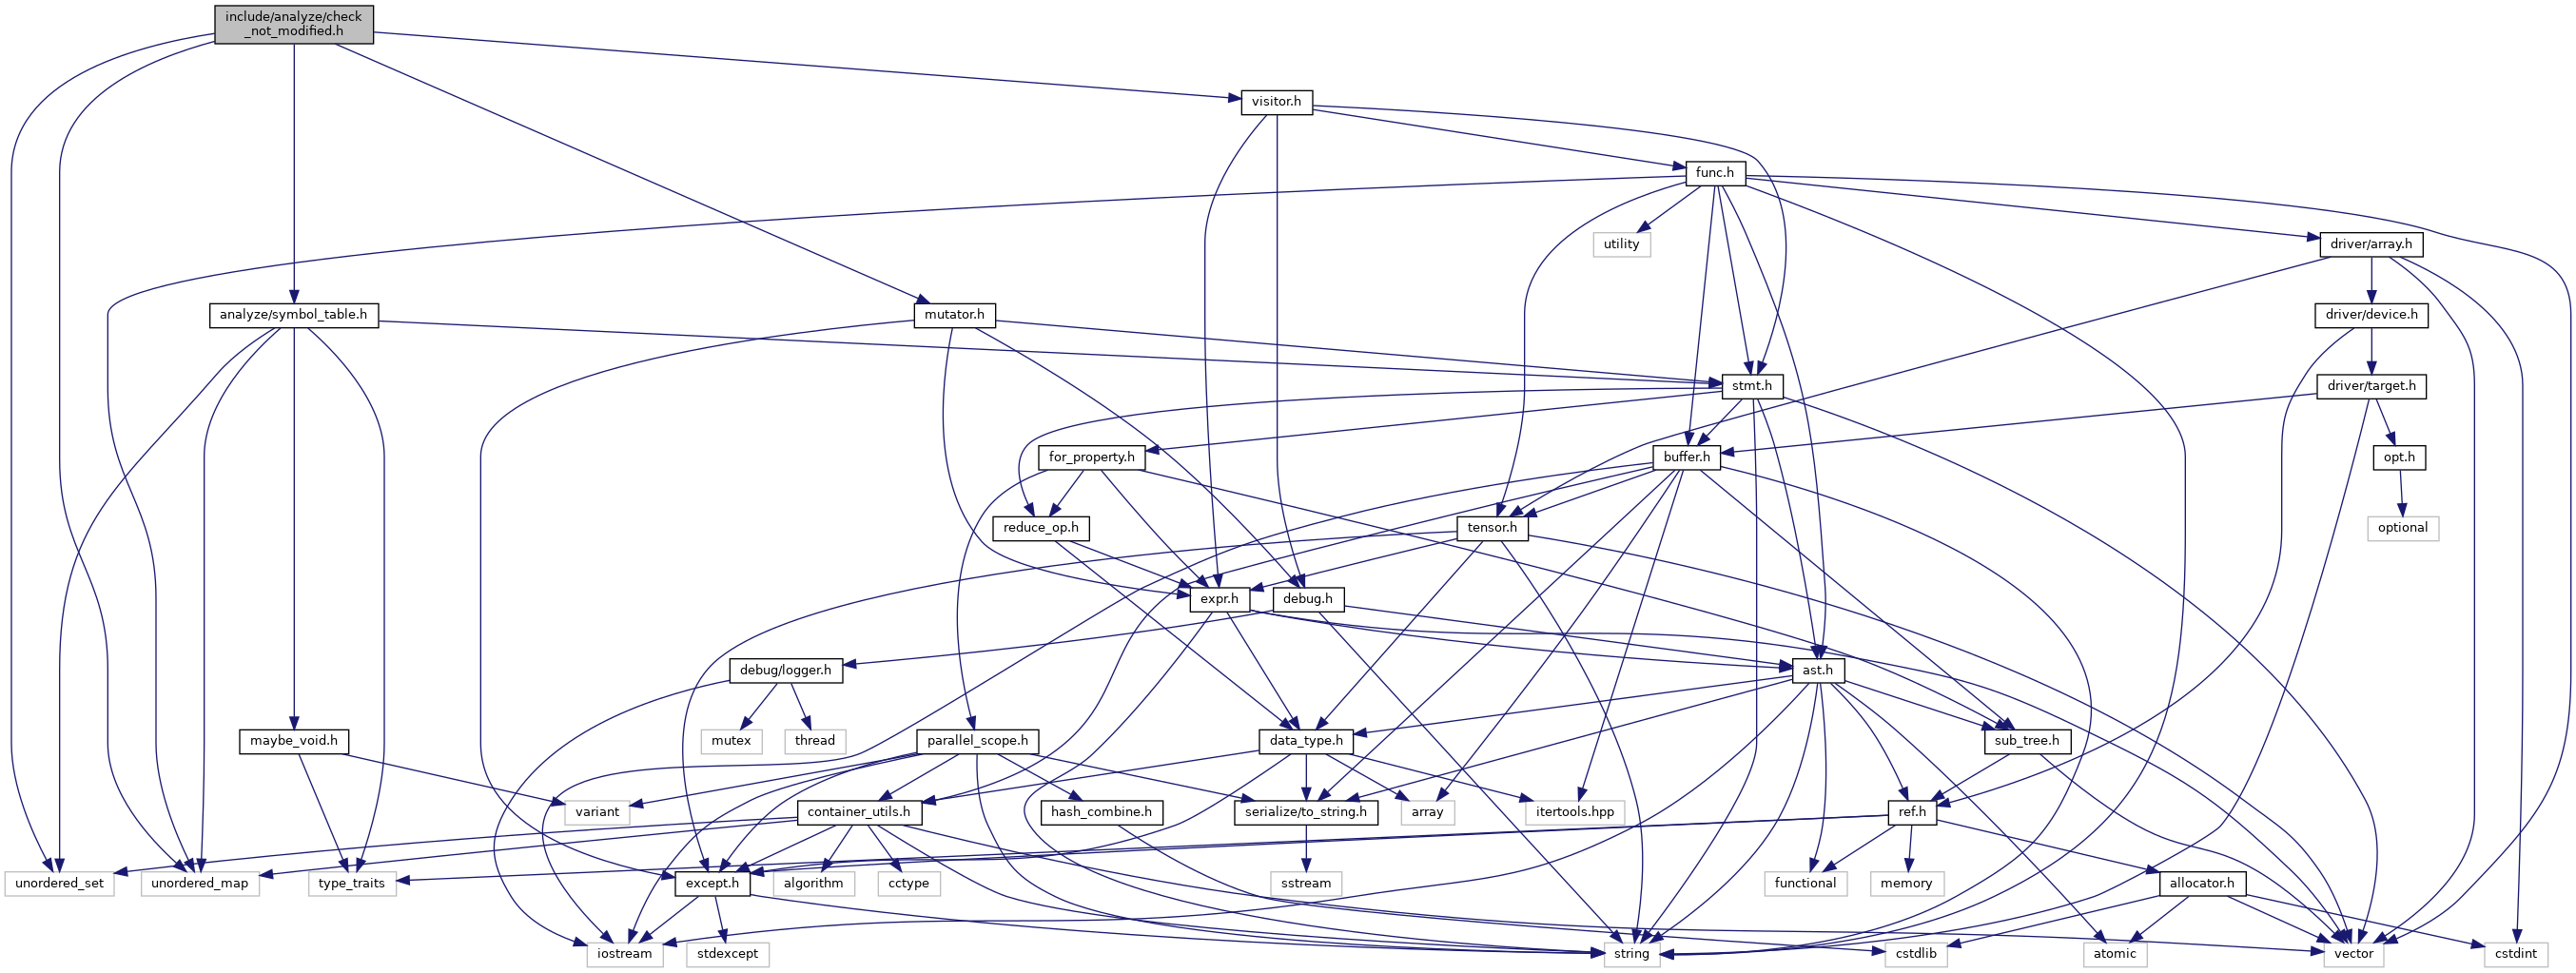 include/analyze/check
_not_modified.h
visitor.h
func.h
utility
driver/array.h
analyze/symbol_table.h
mutator.h
driver/device.h
stmt.h
driver/target.h
for_property.h
buffer.h
opt.h
reduce_op.h
tensor.h
optional
expr.h
debug.h
debug/logger.h
ast.h
maybe_void.h
mutex
thread
parallel_scope.h
data_type.h
sub_tree.h
variant
container_utils.h
hash_combine.h
serialize/to_string.h
array
itertools.hpp
ref.h
unordered_set
unordered_map
type_traits
except.h
algorithm
cctype
sstream
functional
memory
allocator.h
iostream
stdexcept
string
cstdlib
atomic
vector
cstdint